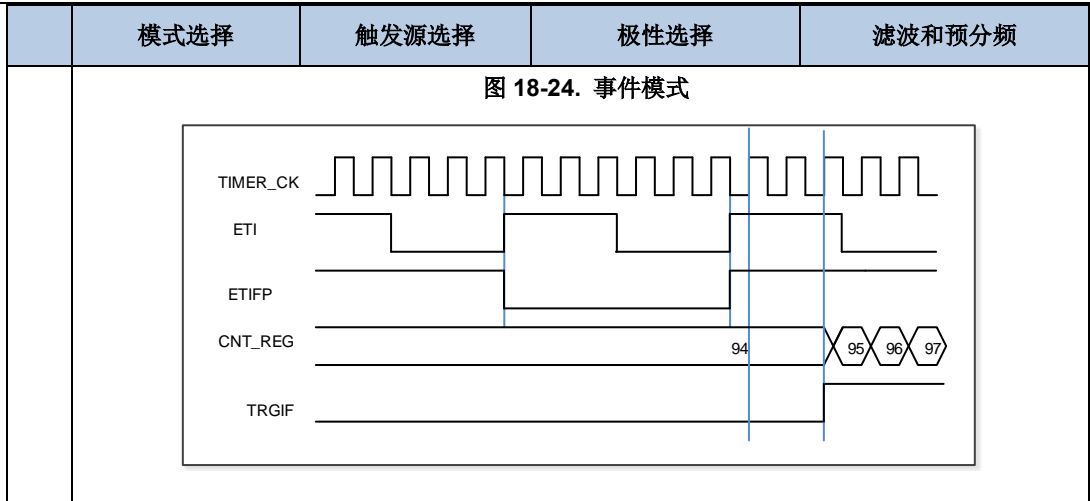 模式选择 触发源选择 极性选择 滤波和预分频
图 18-24. 事件模式
TIMER_CK
ETI
ETIFP
CNT_REG 94 95 96 97
TRGIF